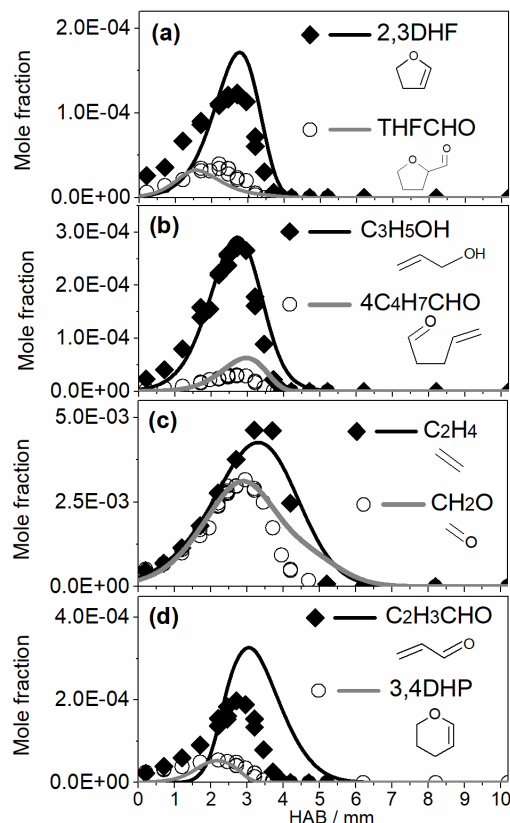 (a)
2,3DHF
O
THFCHO
O
O
Mole fraction
2.0E-04
1.0E-04
0.0E+00
(b)
C3H5OH
OH
4C4H7CHO
O
Mole fraction
3.0E-04
2.0E-04
1.0E-04
0.0E+00
(c)
C2H4
CH2O
O
Mole fraction
5.0E-03
2.5E-03
0.0E+00
(d)
C2H3CHO
O
3,4DHP
O
Mole fraction
4.0E-04
2.0E-04
0.0E+00
0 1 2 3 4 5 6 7 8 9 10
HAB / mm